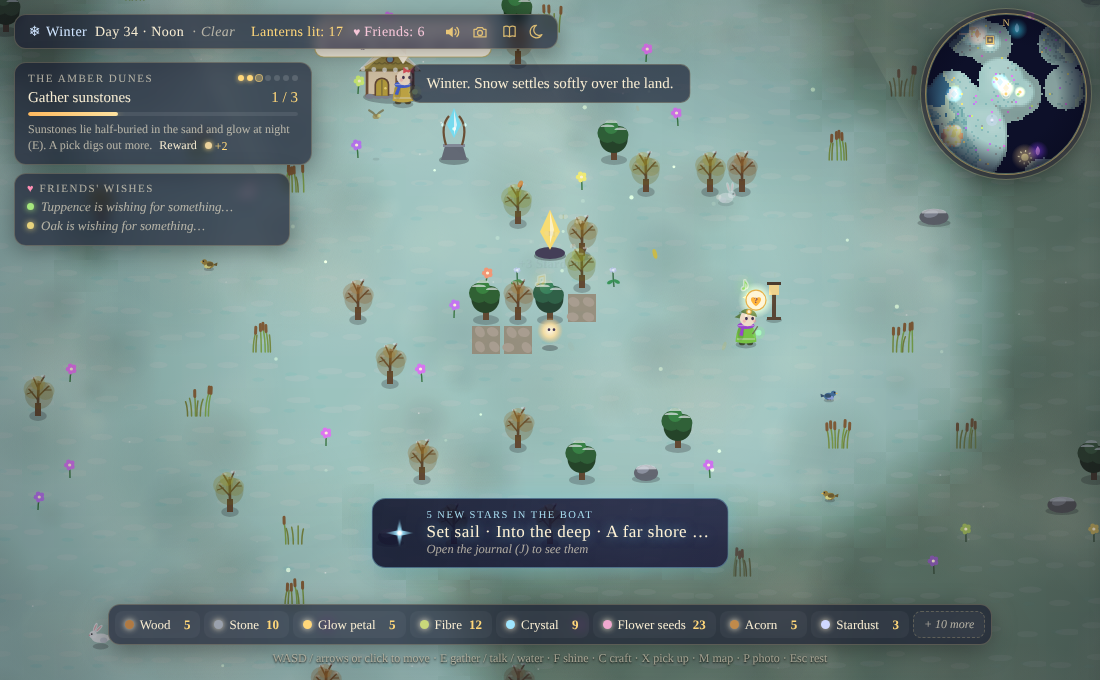 ❄ Winter Day 34 · Noon · Clear Lanterns lit: 17 ♥ Friends: 6
N
THE AMBER DUNES
Gather sunstones 1 / 3
Sunstones lie half-buried in the sand and glow at night
(E). A pick digs out more. Reward +2
Winter. Snow settles softly over the land.
♥ FRIENDS' WISHES
Tuppence is wishing for something…
Oak is wishing for something…
5 NEW STARS IN THE BOAT
Set sail · Into the deep · A far shore …
Open the journal (J) to see them
Wood 5 Stone 10 Glow petal 5 Fibre 12 Crystal 9 Flower seeds 23 Acorn 5 Stardust 3 + 10 more
WASD / arrows or click to move · E gather / talk / water · F shine · C craft · X pick up · M map · P photo · Esc rest